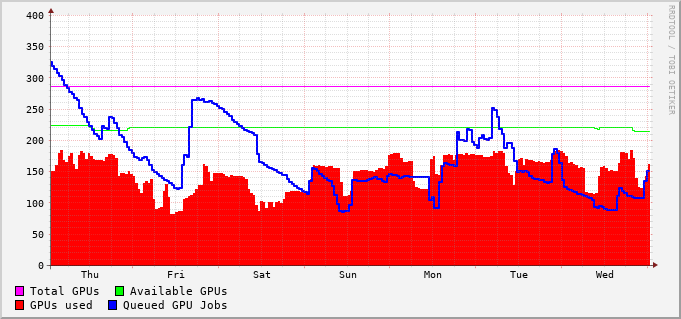 400
350
300
250
200
150
100
50
0
Thu Fri Sat Sun Mon Tue Wed
Total GPUs Available GPUs
GPUs used Queued GPU Jobs
RRDTOOL / TOBI OETIKER